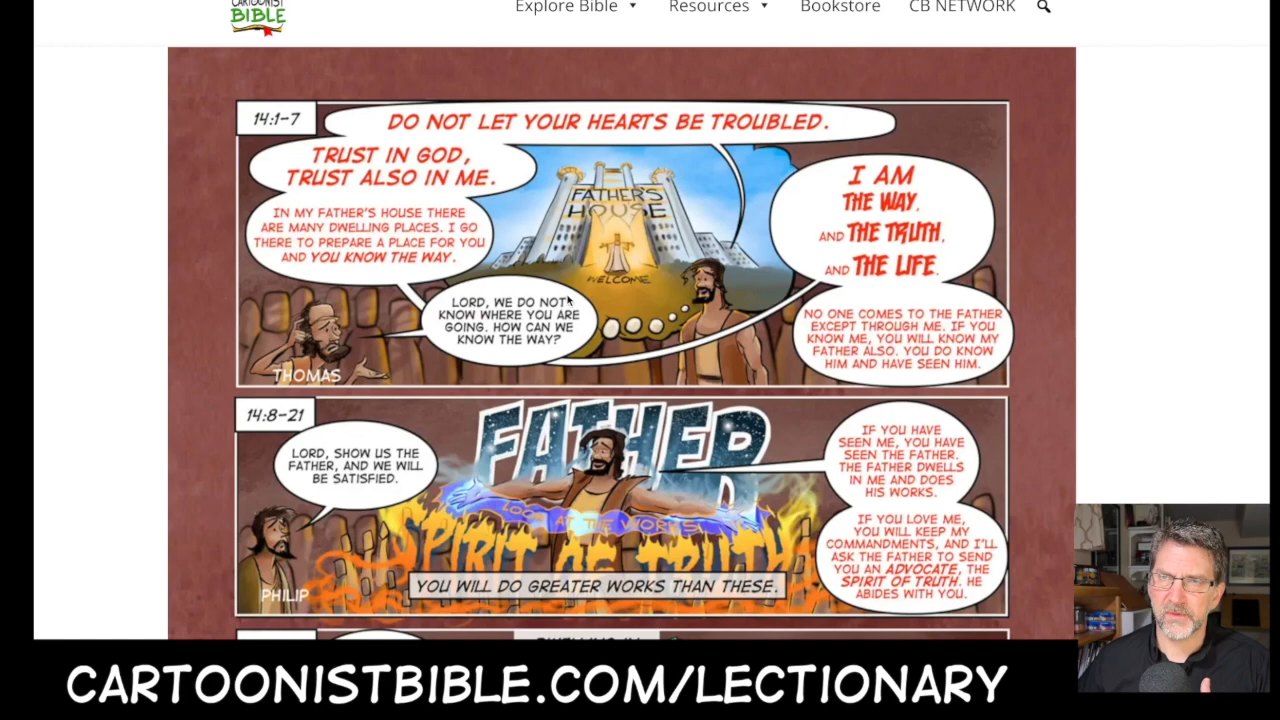 CARTOONIST
BIBLE
Explore Bible
Resources
Bookstore
CB NETWORK
14:1-7
DO NOT LET YOUR HEARTS BE TROUBLED.
TRUST IN GOD,
TRUST ALSO IN ME.
IN MY FATHER'S HOUSE THERE
ARE MANY DWELLING PLACES. I GO
THERE TO PREPARE A PLACE FOR YOU
AND YOU KNOW THE WAY.
FATHER'S
HOUSE
WELCOME
LORD, WE DO NOT
KNOW WHERE YOU ARE
GOING. HOW CAN WE
KNOW THE WAY?
THOMAS
I AM
THE WAY,
AND THE TRUTH,
AND THE LIFE.
NO ONE COMES TO THE FATHER
EXCEPT THROUGH ME. IF YOU
KNOW ME, YOU WILL KNOW MY
FATHER ALSO. YOU DO KNOW
HIM AND HAVE SEEN HIM.
14:8-21
LORD, SHOW US THE
FATHER, AND WE WILL
BE SATISFIED.
PHILIP
FATHER
LOOK AT THE WORKS!
SPIRIT OF TRUTH
YOU WILL DO GREATER WORKS THAN THESE.
IF YOU HAVE
SEEN ME, YOU HAVE
SEEN THE FATHER.
THE FATHER DWELLS
IN ME AND DOES
HIS WORKS.
IF YOU LOVE ME,
YOU WILL KEEP MY
COMMANDMENTS, AND I'LL
ASK THE FATHER TO SEND
YOU AN ADVOCATE, THE
SPIRIT OF TRUTH. HE
ABIDES WITH YOU.
CARTOONISTBIBLE.COM/LECTIONARY